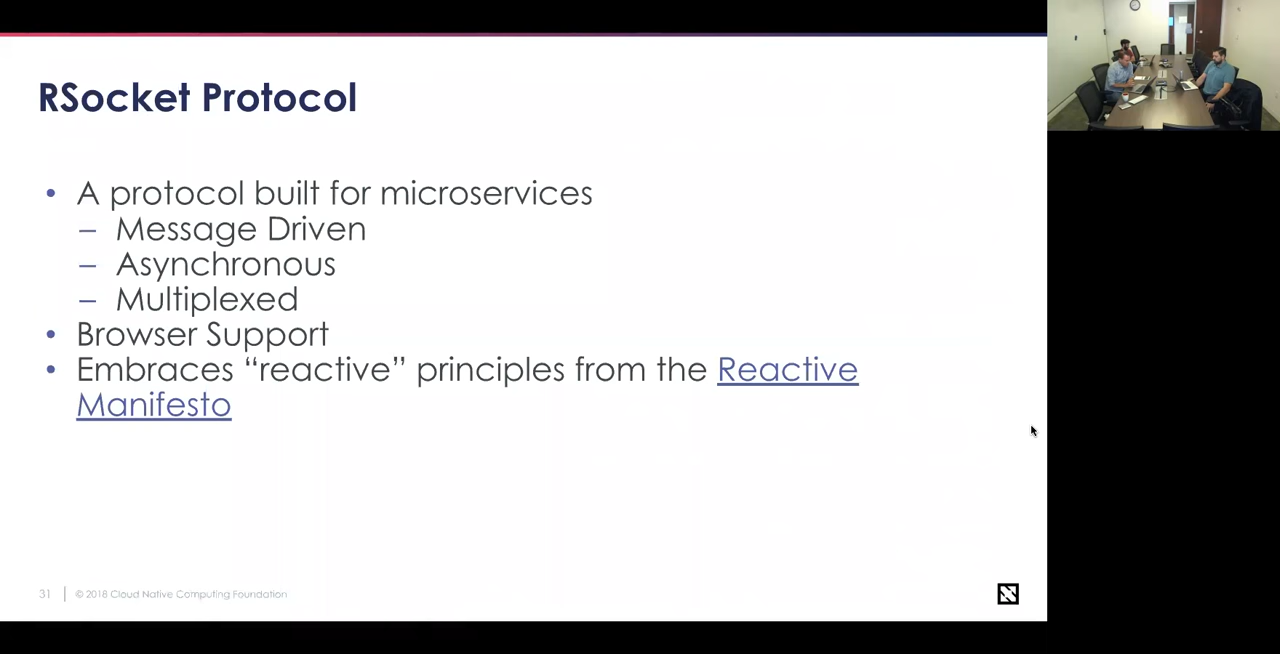 RSocket Protocol
• A protocol built for microservices
– Message Driven
– Asynchronous
– Multiplexed
• Browser Support
• Embraces “reactive” principles from the Reactive
Manifesto
31 | © 2018 Cloud Native Computing Foundation